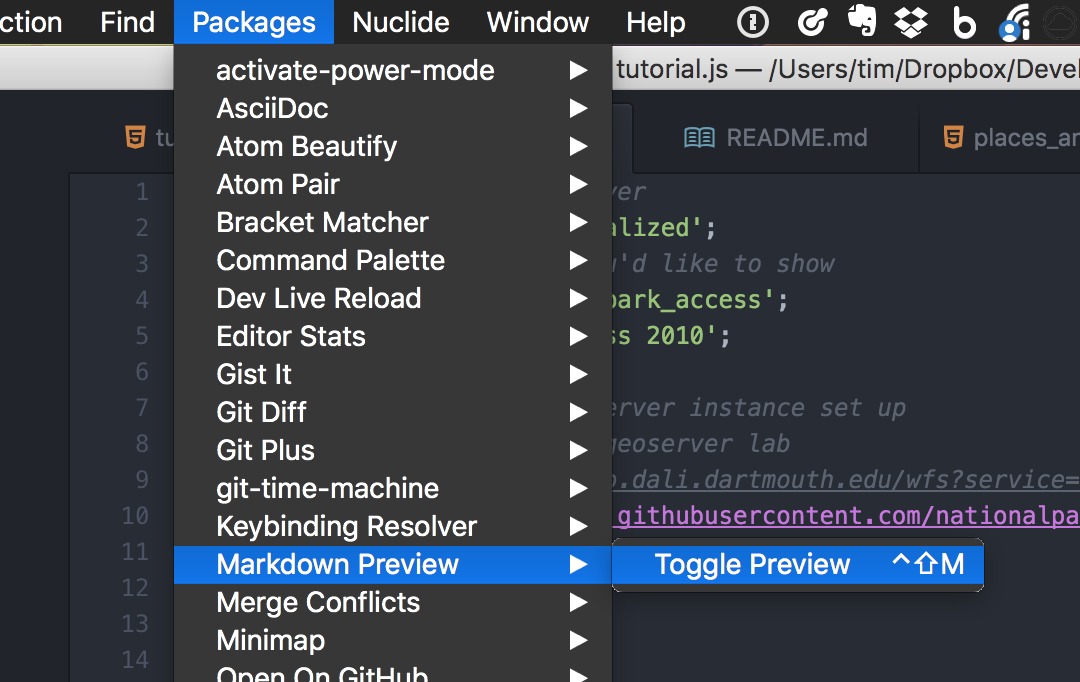 ction Find Packages Nuclide Window Help
tutorial.js — /Users/tim/Dropbox/Devel
tu README.md places_ar
activate-power-mode
AsciiDoc
Atom Beautify
Atom Pair
Bracket Matcher
Command Palette
Dev Live Reload
Editor Stats
Gist It
Git Diff
Git Plus
git-time-machine
Keybinding Resolver
Markdown Preview
Merge Conflicts
Minimap
Open On GitHub
Toggle Preview ^⇧M
1 ver
2 alized';
3 u'd like to show
4 park_access';
5 ss 2010';
6
7 erver instance set up
8 geoserver lab
9 o.dali.dartmouth.edu/wfs?service=
10 githubusercontent.com/nationalpa
11
12
13
14